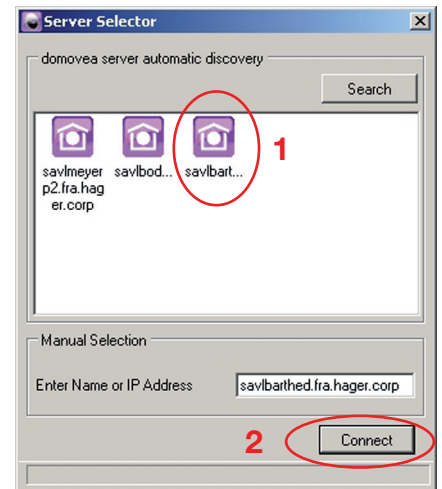 Server Selector
domovea server automatic discovery
Search
savlmeyer
p2.fra.hag
er.corp
savlbod...
savlbart...
1
Manual Selection
Enter Name or IP Address
savlbarthed.fra.hager.corp
2
Connect